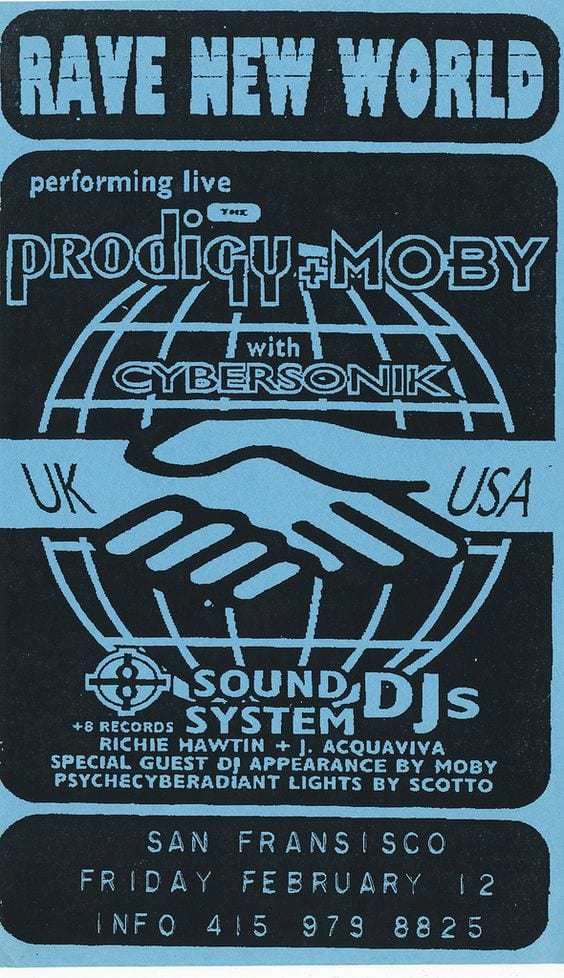 RAVE NEW WORLD
performing live
THE
prodigy + MOBY
with
CYBERSONIK
UK
USA
8
+8 RECORDS
SOUND SYSTEM DJs
RICHIE HAWTIN + J. ACQUAVIVA
SPECIAL GUEST DJ APPEARANCE BY MOBY
PSYCHECYBERADIANT LIGHTS BY SCOTTO
SAN FRANSISCO
FRIDAY FEBRUARY 12
INFO 415 979 8825